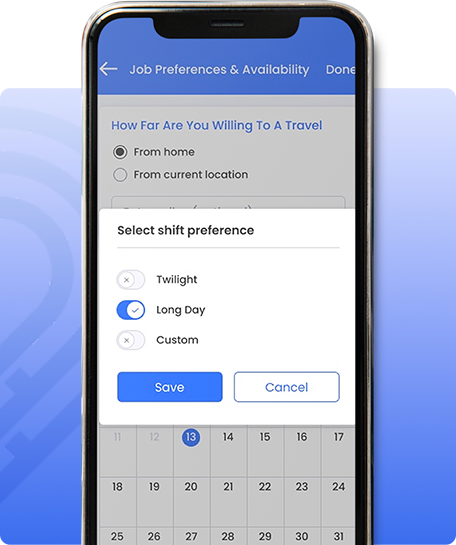 Job Preferences & Availability Done
How Far Are You Willing To A Travel
From home
From current location
Select shift preference
Twilight
Long Day
Custom
Save Cancel
11 12 13 14 15 16 17
18 19 20 21 22 23 24
25 26 27 28 29 30 31